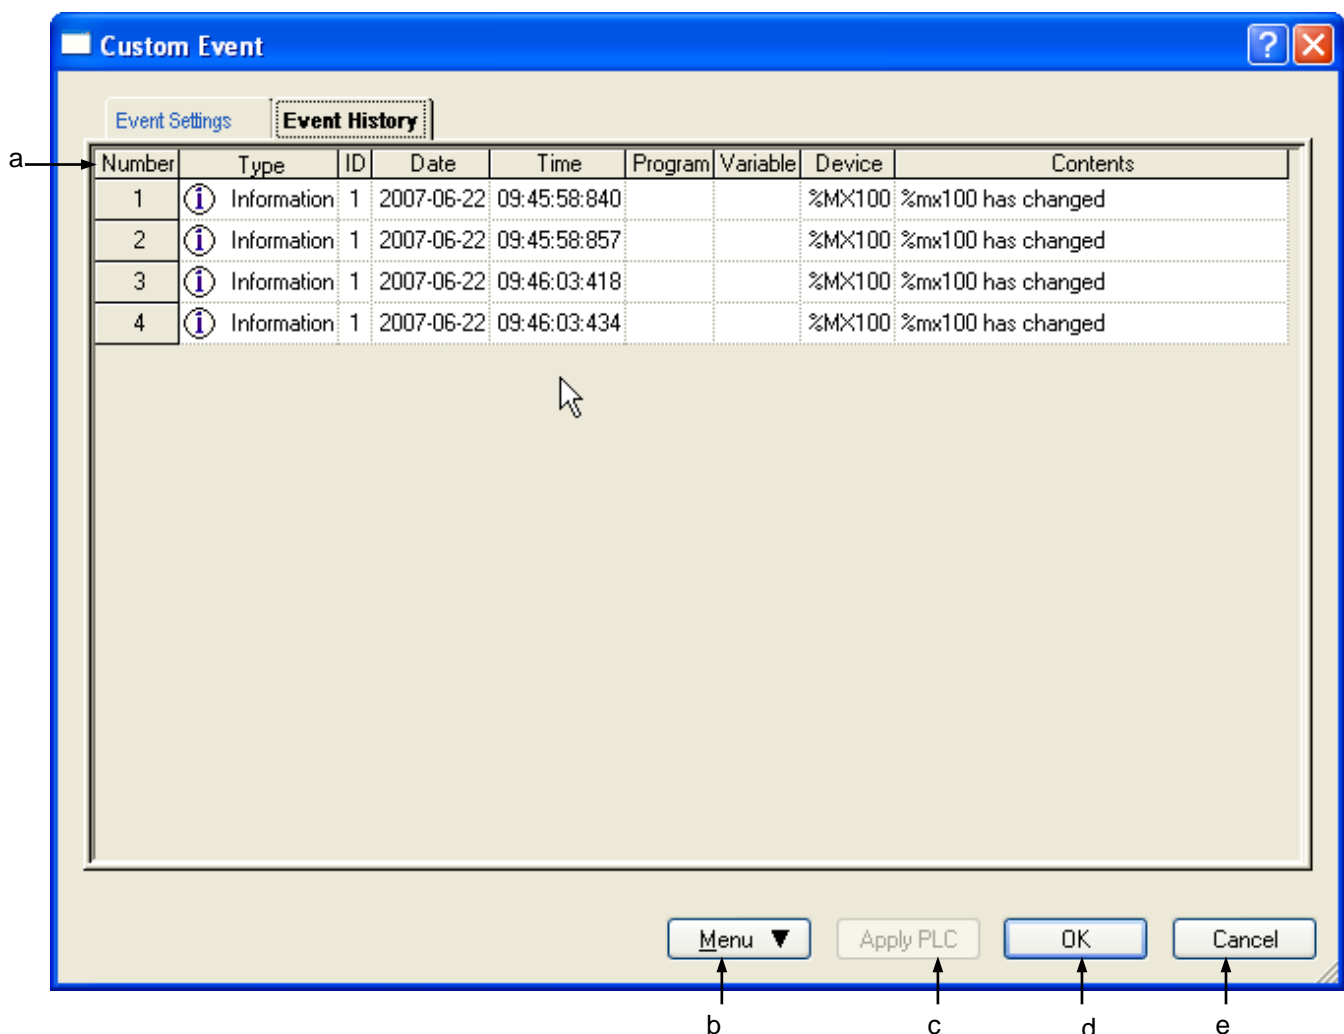 Custom Event
Event Settings Event History
a
Number Type ID Date Time Program Variable Device Contents
1 Information 1 2007-06-22 09:45:58:840 %MX100 %mx100 has changed
2 Information 1 2007-06-22 09:45:58:857 %MX100 %mx100 has changed
3 Information 1 2007-06-22 09:46:03:418 %MX100 %mx100 has changed
4 Information 1 2007-06-22 09:46:03:434 %MX100 %mx100 has changed
Menu ▼ Apply PLC OK Cancel
b c d e